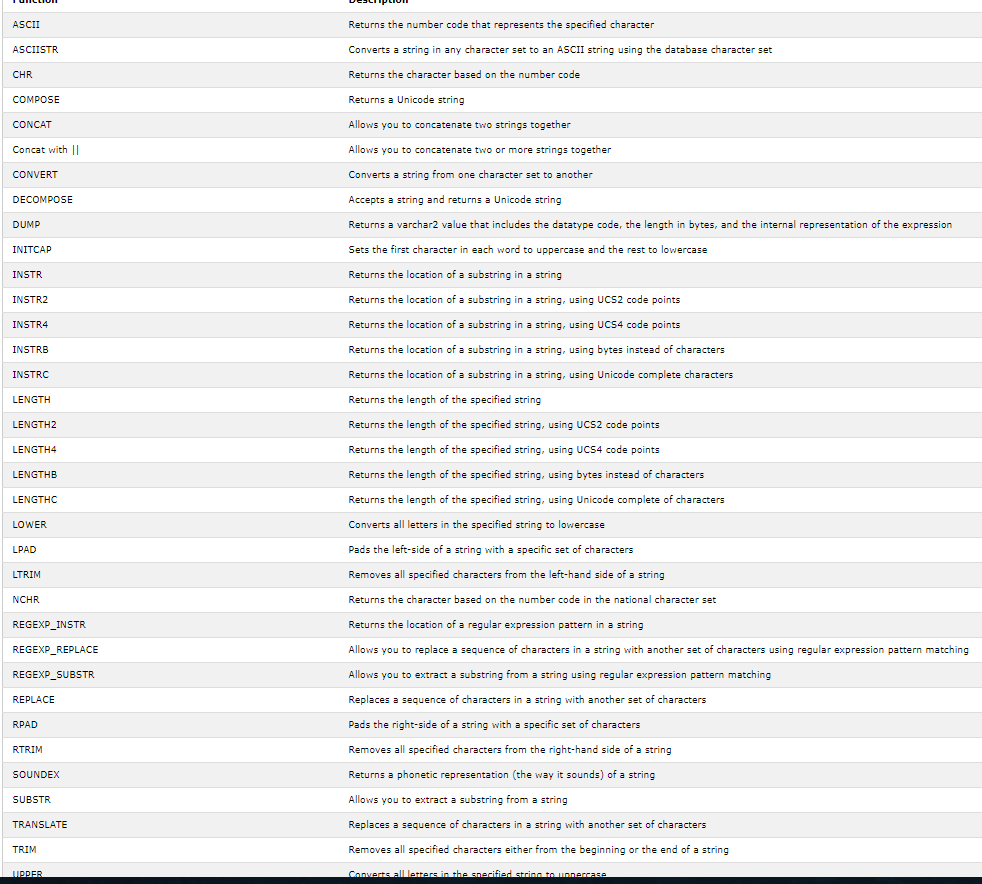 Function Description
ASCII Returns the number code that represents the specified character
ASCIISTR Converts a string in any character set to an ASCII string using the database character set
CHR Returns the character based on the number code
COMPOSE Returns a Unicode string
CONCAT Allows you to concatenate two strings together
Concat with || Allows you to concatenate two or more strings together
CONVERT Converts a string from one character set to another
DECOMPOSE Accepts a string and returns a Unicode string
DUMP Returns a varchar2 value that includes the datatype code, the length in bytes, and the internal representation of the expression
INITCAP Sets the first character in each word to uppercase and the rest to lowercase
INSTR Returns the location of a substring in a string
INSTR2 Returns the location of a substring in a string, using UCS2 code points
INSTR4 Returns the location of a substring in a string, using UCS4 code points
INSTRB Returns the location of a substring in a string, using bytes instead of characters
INSTRC Returns the location of a substring in a string, using Unicode complete characters
LENGTH Returns the length of the specified string
LENGTH2 Returns the length of the specified string, using UCS2 code points
LENGTH4 Returns the length of the specified string, using UCS4 code points
LENGTHB Returns the length of the specified string, using bytes instead of characters
LENGTHC Returns the length of the specified string, using Unicode complete of characters
LOWER Converts all letters in the specified string to lowercase
LPAD Pads the left-side of a string with a specific set of characters
LTRIM Removes all specified characters from the left-hand side of a string
NCHR Returns the character based on the number code in the national character set
REGEXP_INSTR Returns the location of a regular expression pattern in a string
REGEXP_REPLACE Allows you to replace a sequence of characters in a string with another set of characters using regular expression pattern matching
REGEXP_SUBSTR Allows you to extract a substring from a string using regular expression pattern matching
REPLACE Replaces a sequence of characters in a string with another set of characters
RPAD Pads the right-side of a string with a specific set of characters
RTRIM Removes all specified characters from the right-hand side of a string
SOUNDEX Returns a phonetic representation (the way it sounds) of a string
SUBSTR Allows you to extract a substring from a string
TRANSLATE Replaces a sequence of characters in a string with another set of characters
TRIM Removes all specified characters either from the beginning or the end of a string
UPPER Converts all letters in the specified string to uppercase